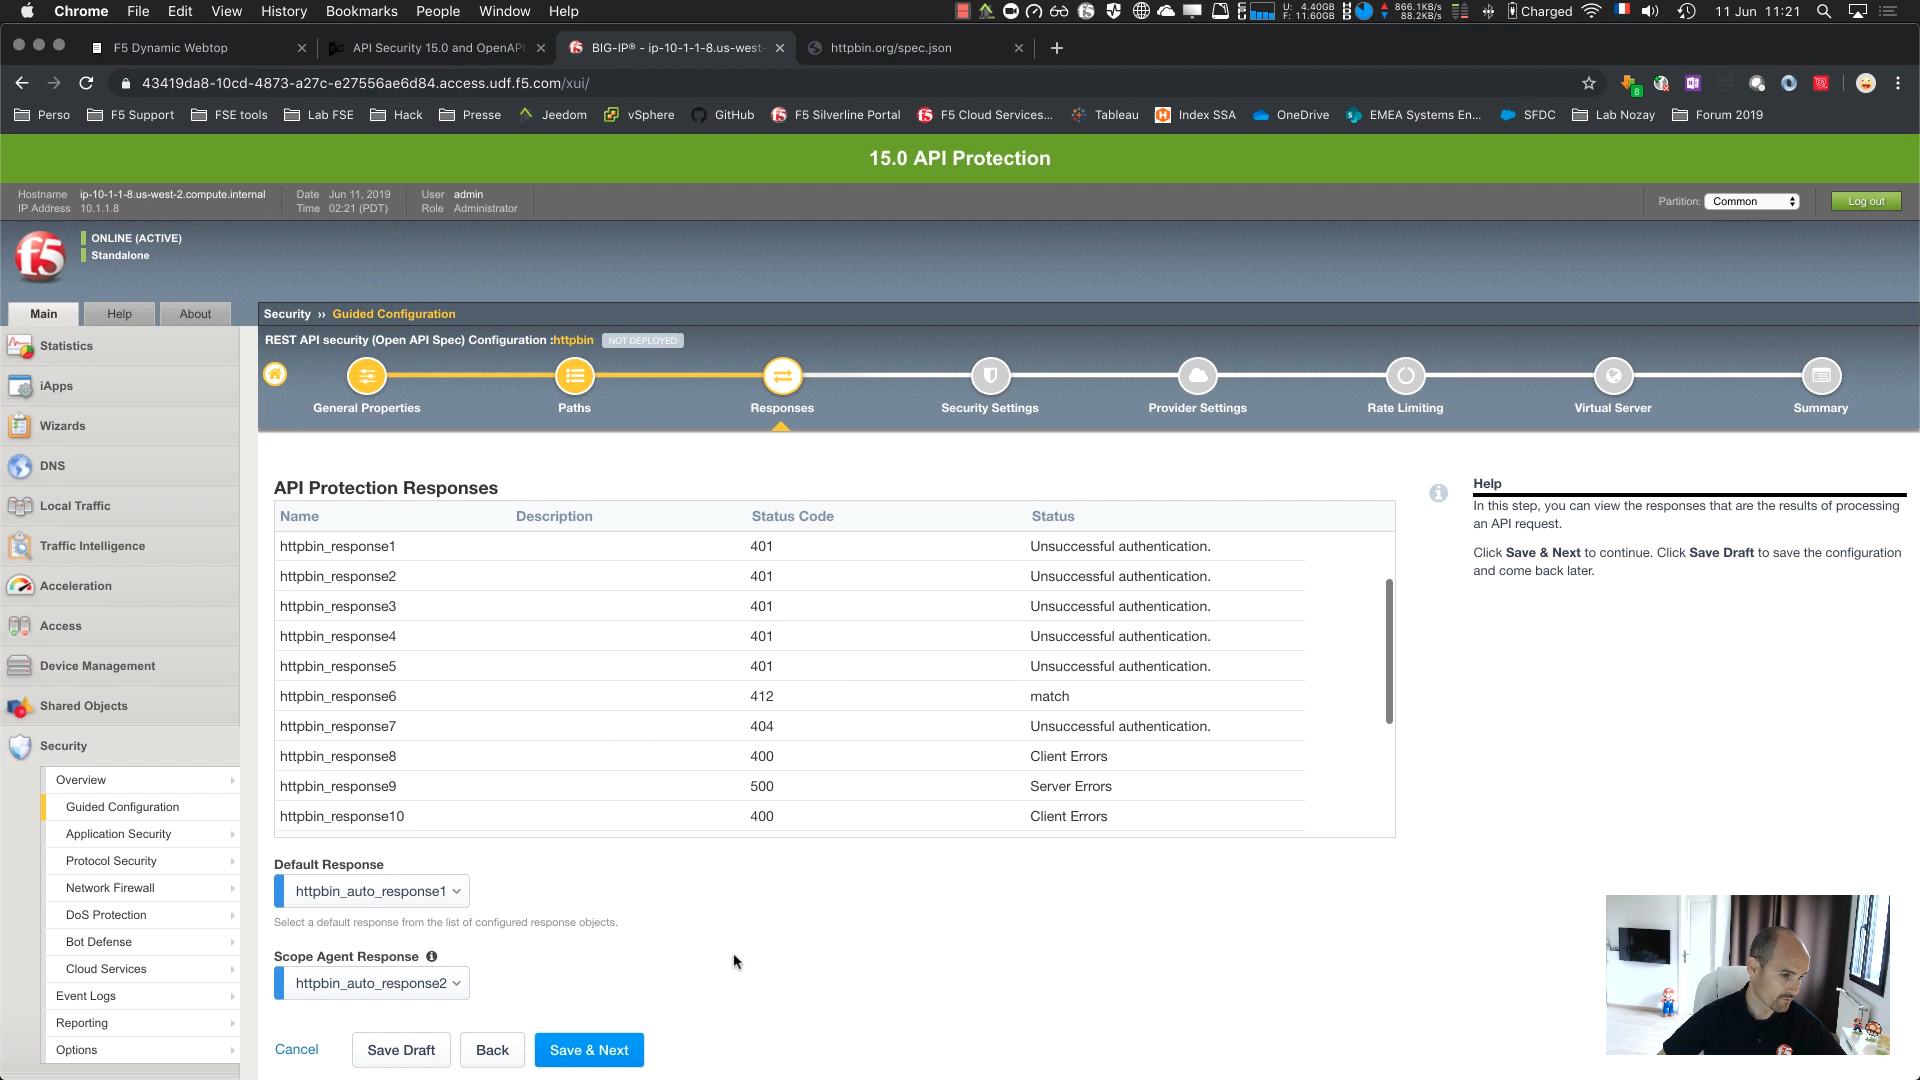 Chrome File Edit View History Bookmarks People Window Help
U: 4.40GB F: 11.60GB 866.1KB/s 88.2KB/s Charged 11 Jun 11:21
F5 Dynamic Webtop
API Security 15.0 and OpenAPI
BIG-IP® - ip-10-1-1-8.us-west-
httpbin.org/spec.json
43419da8-10cd-4873-a27c-e27556ae6d84.access.udf.f5.com/xui/
8
Perso F5 Support FSE tools Lab FSE Hack Presse Jeedom vSphere GitHub F5 Silverline Portal F5 Cloud Services... Tableau Index SSA OneDrive EMEA Systems En... SFDC Lab Nozay Forum 2019
15.0 API Protection
Hostname ip-10-1-1-8.us-west-2.compute.internal Date Jun 11, 2019 User admin
IP Address 10.1.1.8 Time 02:21 (PDT) Role Administrator
Partition: Common
Log out
f5
ONLINE (ACTIVE)
Standalone
Main Help About
Security ›› Guided Configuration
REST API security (Open API Spec) Configuration :httpbin NOT DEPLOYED
General Properties Paths Responses Security Settings Provider Settings Rate Limiting Virtual Server Summary
Statistics
iApps
Wizards
DNS
Local Traffic
Traffic Intelligence
Acceleration
Access
Device Management
Shared Objects
Security
Overview
Guided Configuration
Application Security
Protocol Security
Network Firewall
DoS Protection
Bot Defense
Cloud Services
Event Logs
Reporting
Options
API Protection Responses
Name Description Status Code Status
httpbin_response1 401 Unsuccessful authentication.
httpbin_response2 401 Unsuccessful authentication.
httpbin_response3 401 Unsuccessful authentication.
httpbin_response4 401 Unsuccessful authentication.
httpbin_response5 401 Unsuccessful authentication.
httpbin_response6 412 match
httpbin_response7 404 Unsuccessful authentication.
httpbin_response8 400 Client Errors
httpbin_response9 500 Server Errors
httpbin_response10 400 Client Errors
Default Response
httpbin_auto_response1
Select a default response from the list of configured response objects.
Scope Agent Response
httpbin_auto_response2
Cancel Save Draft Back Save & Next
Help
In this step, you can view the responses that are the results of processing
an API request.
Click Save & Next to continue. Click Save Draft to save the configuration
and come back later.